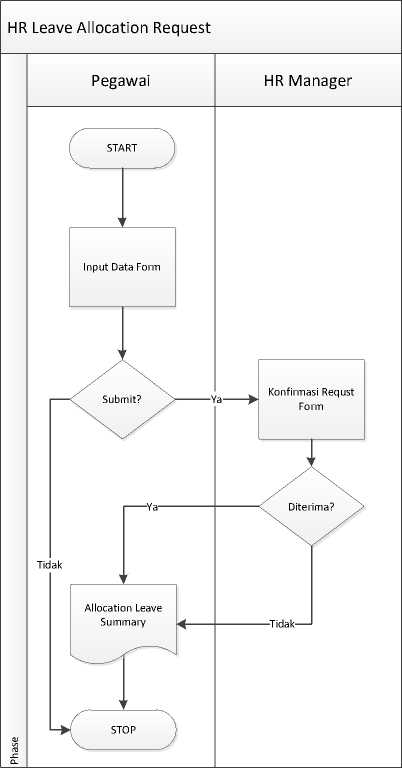 HR Leave Allocation Request
Pegawai
HR Manager
START
Input Data Form
Submit?
Ya
Konfirmasi Requst
Form
Diterima?
Ya
Tidak
Allocation Leave
Summary
Tidak
STOP
Phase